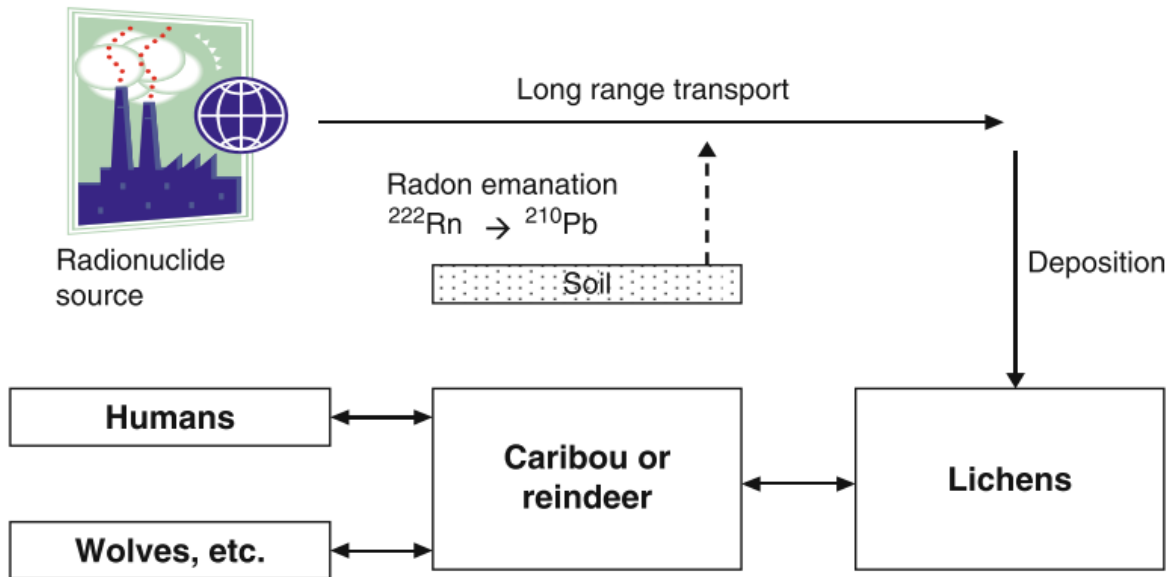 Long range transport
Radon emanation
²²²Rn → ²¹⁰Pb
Radionuclide
source
Soil
Deposition
Humans
Caribou or
reindeer
Lichens
Wolves, etc.